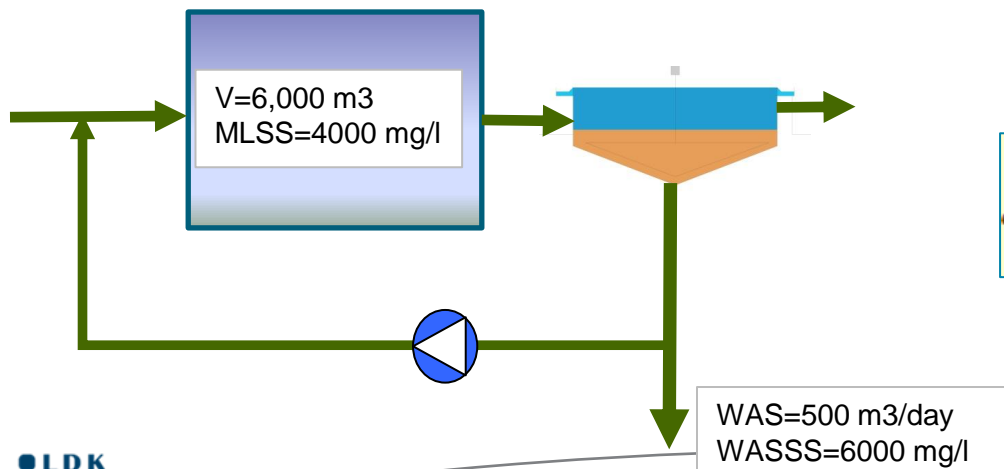 V=6,000 m3
MLSS=4000 mg/l
WAS=500 m3/day
WASSS=6000 mg/l
LDK